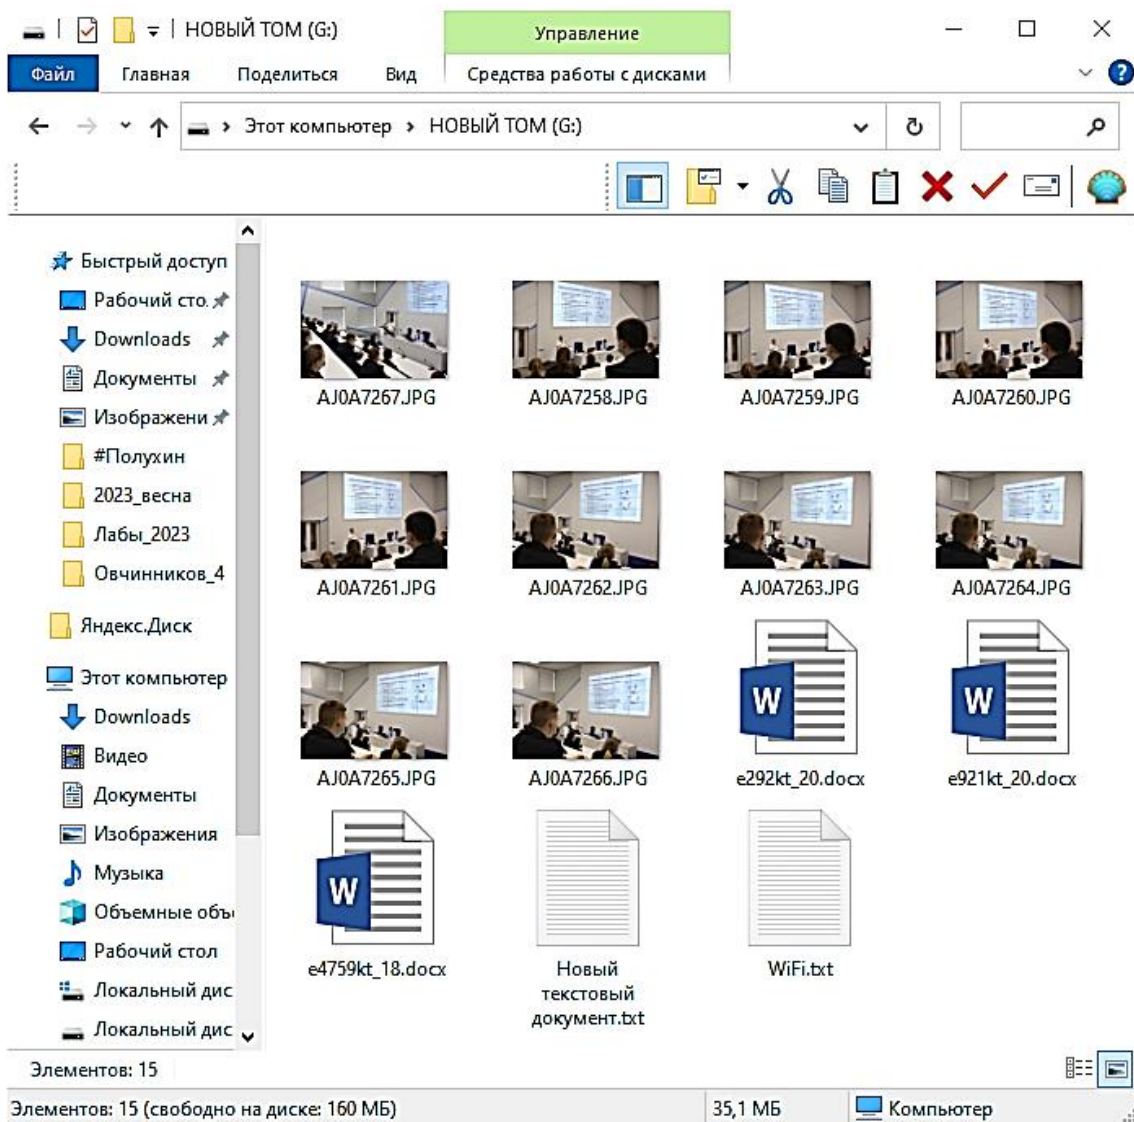 НОВЫЙ ТОМ (G:)
Управление
Файл
Главная
Поделиться
Вид
Средства работы с дисками
Этот компьютер
НОВЫЙ ТОМ (G:)
Быстрый доступ
Рабочий сто.
Downloads
Документы
Изображени
#Полухин
2023_весна
Лабы_2023
Овчинников_4
Яндекс.Диск
Этот компьютер
Downloads
Видео
Документы
Изображения
Музыка
Объемные объ
Рабочий стол
Локальный дис
Локальный дис
AJ0A7267.JPG
AJ0A7258.JPG
AJ0A7259.JPG
AJ0A7260.JPG
AJ0A7261.JPG
AJ0A7262.JPG
AJ0A7263.JPG
AJ0A7264.JPG
AJ0A7265.JPG
AJ0A7266.JPG
e292kt_20.docx
e921kt_20.docx
e4759kt_18.docx
Новый
текстовый
документ.txt
WiFi.txt
Элементов: 15
Элементов: 15 (свободно на диске: 160 МБ)
35,1 МБ
Компьютер